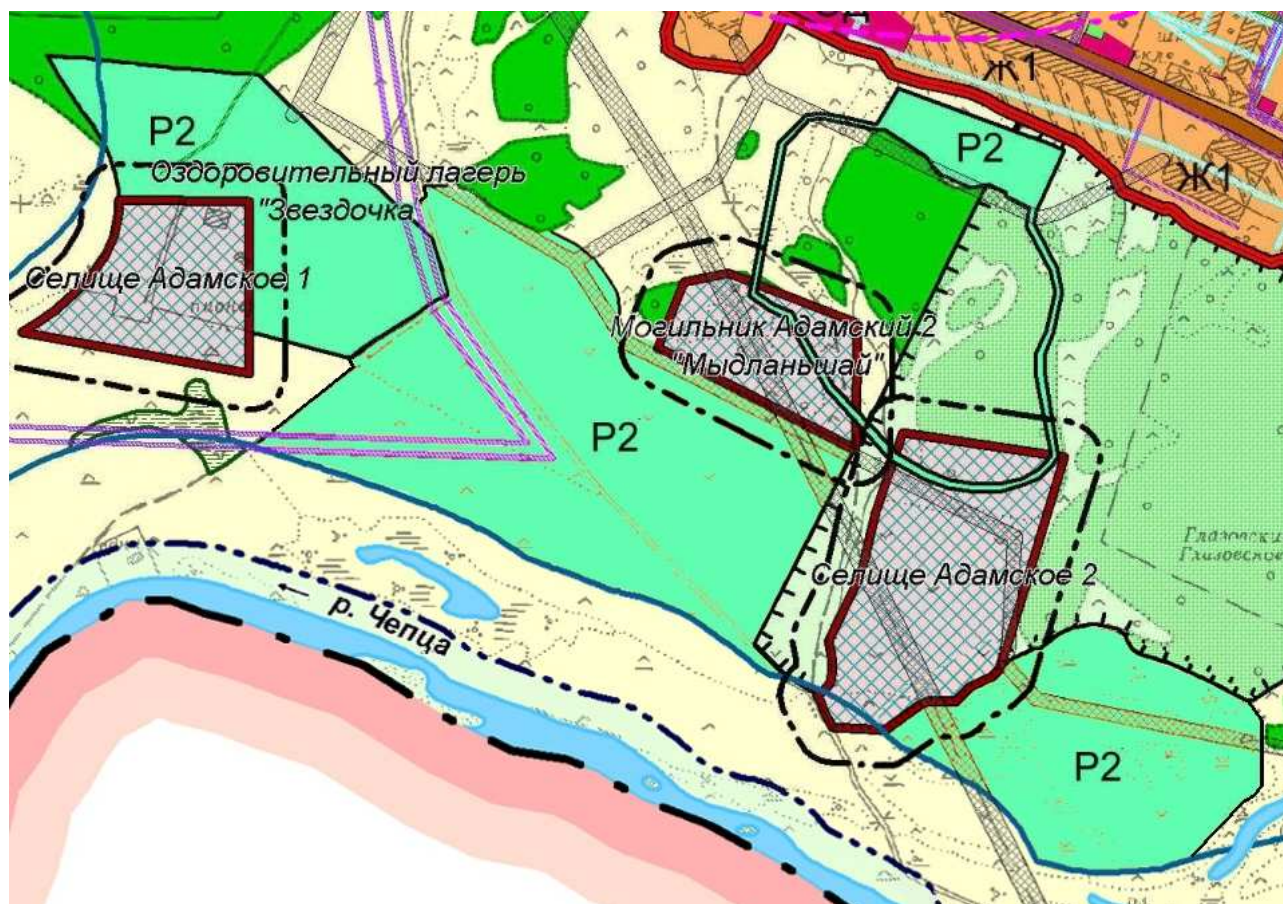 Ж1
Р2
Р2
Оздоровительный лагерь
"Звездочка
Ж1
Селище Адамское 1
Могильник Адамский 2
"Мыдланьшай"
Р2
Селище Адамское 2
р. Чепца
Р2